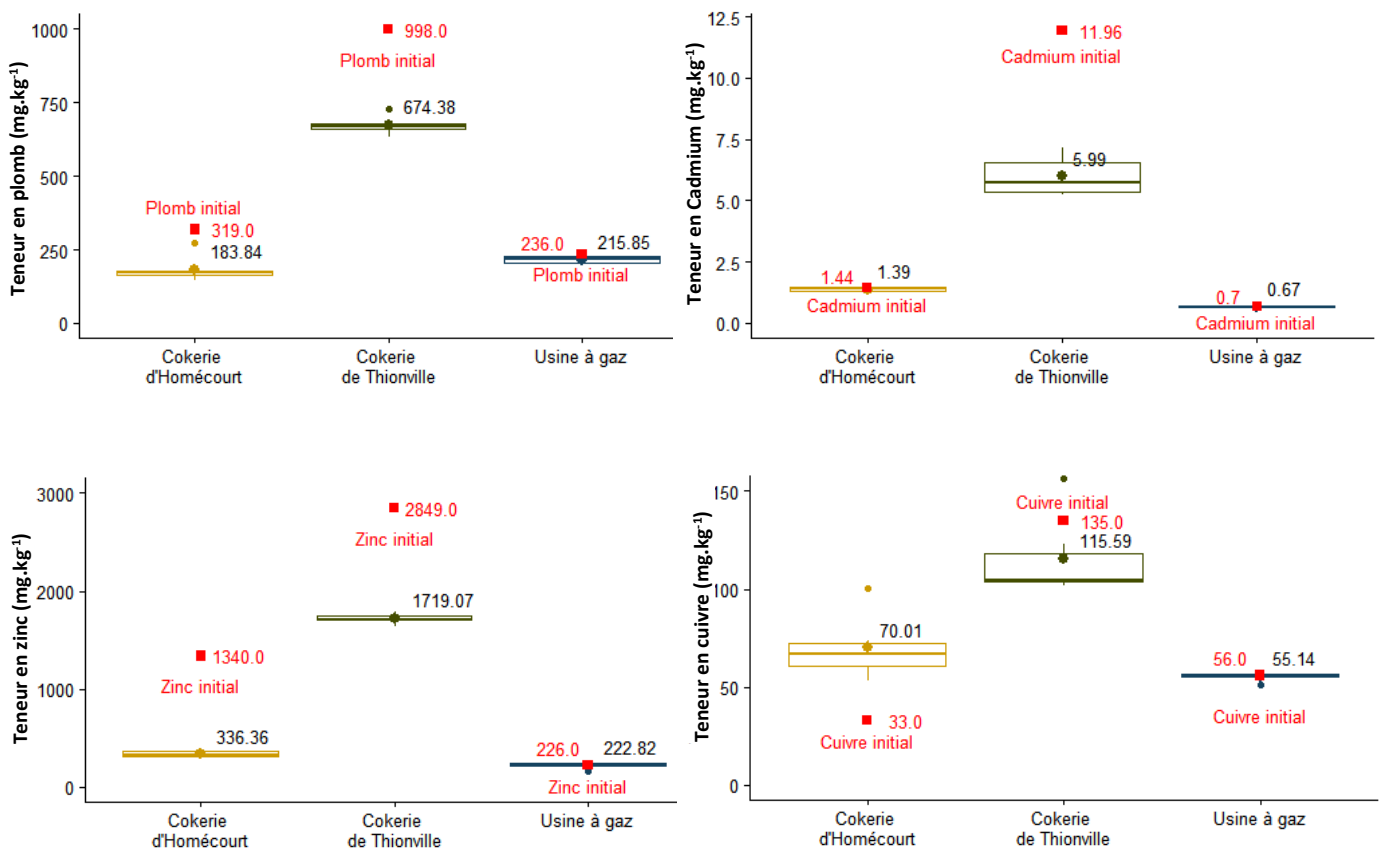 Teneur en plomb (mg.kg⁻¹)
1000
750
500
250
0
998.0
Plomb initial
674.38
Plomb initial
319.0
183.84
236.0
215.85
Plomb initial
Cokerie
d'Homécourt
Cokerie
de Thionville
Usine à gaz
Teneur en Cadmium (mg.kg⁻¹)
12.5
10.0
7.5
5.0
2.5
0.0
11.96
Cadmium initial
5.99
1.44
1.39
Cadmium initial
0.7
0.67
Cadmium initial
Cokerie
d'Homécourt
Cokerie
de Thionville
Usine à gaz
Teneur en zinc (mg.kg⁻¹)
3000
2000
1000
0
2849.0
Zinc initial
1719.07
1340.0
Zinc initial
336.36
226.0
222.82
Zinc initial
Cokerie
d'Homécourt
Cokerie
de Thionville
Usine à gaz
Teneur en cuivre (mg.kg⁻¹)
150
100
50
0
Cuivre initial
135.0
115.59
70.01
33.0
Cuivre initial
56.0
55.14
Cuivre initial
Cokerie
d'Homécourt
Cokerie
de Thionville
Usine à gaz